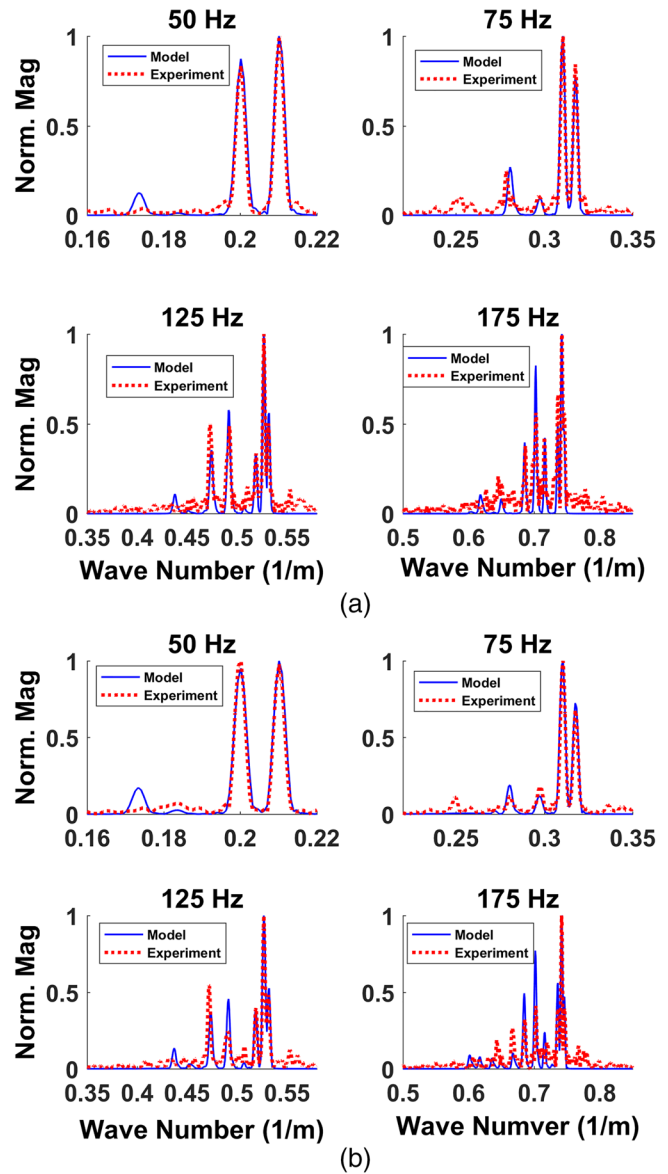 50 Hz
75 Hz
Norm. Mag
1
0.5
0
Model
Experiment
0.16
0.18
0.2
0.22
1
0.5
0
Model
Experiment
0.25
0.3
0.35
125 Hz
175 Hz
Norm. Mag
1
0.5
0
Model
Experiment
0.35
0.4
0.45
0.5
0.55
Wave Number (1/m)
1
0.5
0
Model
Experiment
0.5
0.6
0.7
0.8
Wave Number (1/m)
(a)
50 Hz
75 Hz
Norm. Mag
1
0.5
0
Model
Experiment
0.16
0.18
0.2
0.22
1
0.5
0
Model
Experiment
0.25
0.3
0.35
125 Hz
175 Hz
Norm. Mag
1
0.5
0
Model
Experiment
0.35
0.4
0.45
0.5
0.55
Wave Number (1/m)
1
0.5
0
Model
Experiment
0.5
0.6
0.7
0.8
Wave Numver (1/m)
(b)